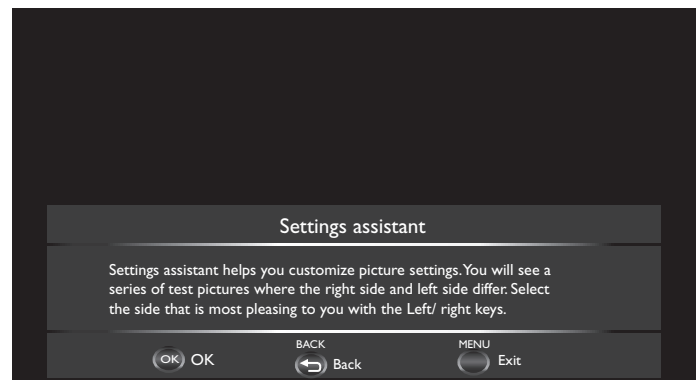 Settings assistant
Settings assistant helps you customize picture settings. You will see a
series of test pictures where the right side and left side differ. Select
the side that is most pleasing to you with the Left/ right keys.
BACK MENU
OK OK Back Exit